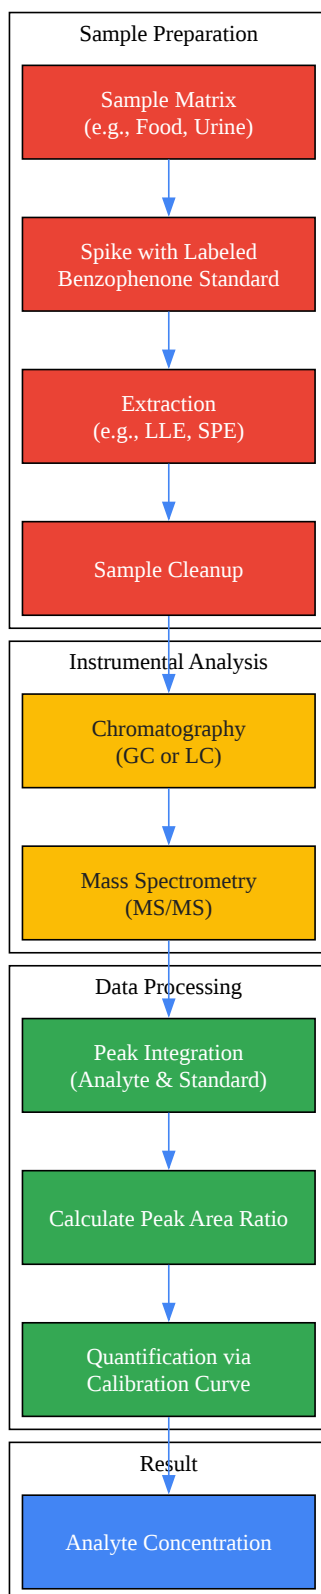 Sample Preparation
Sample Matrix
(e.g., Food, Urine)
Spike with Labeled
Benzophenone Standard
Extraction
(e.g., LLE, SPE)
Sample Cleanup
Instrumental Analysis
Chromatography
(GC or LC)
Mass Spectrometry
(MS/MS)
Data Processing
Peak Integration
(Analyte & Standard)
Calculate Peak Area Ratio
Quantification via
Calibration Curve
Result
Analyte Concentration